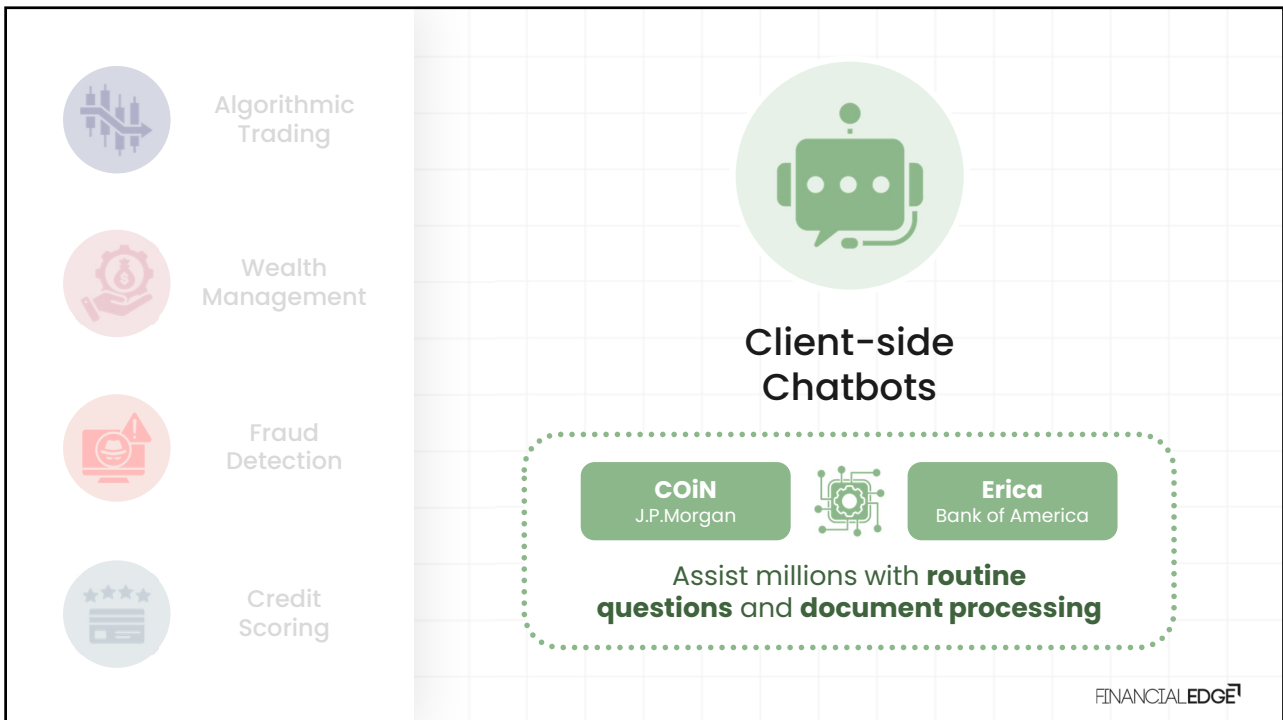 Algorithmic
Trading
Wealth
Management
Fraud
Detection
Credit
Scoring
Client-side
Chatbots
COiN
J.P.Morgan
Erica
Bank of America
Assist millions with routine
questions and document processing
FINANCIALEDGE